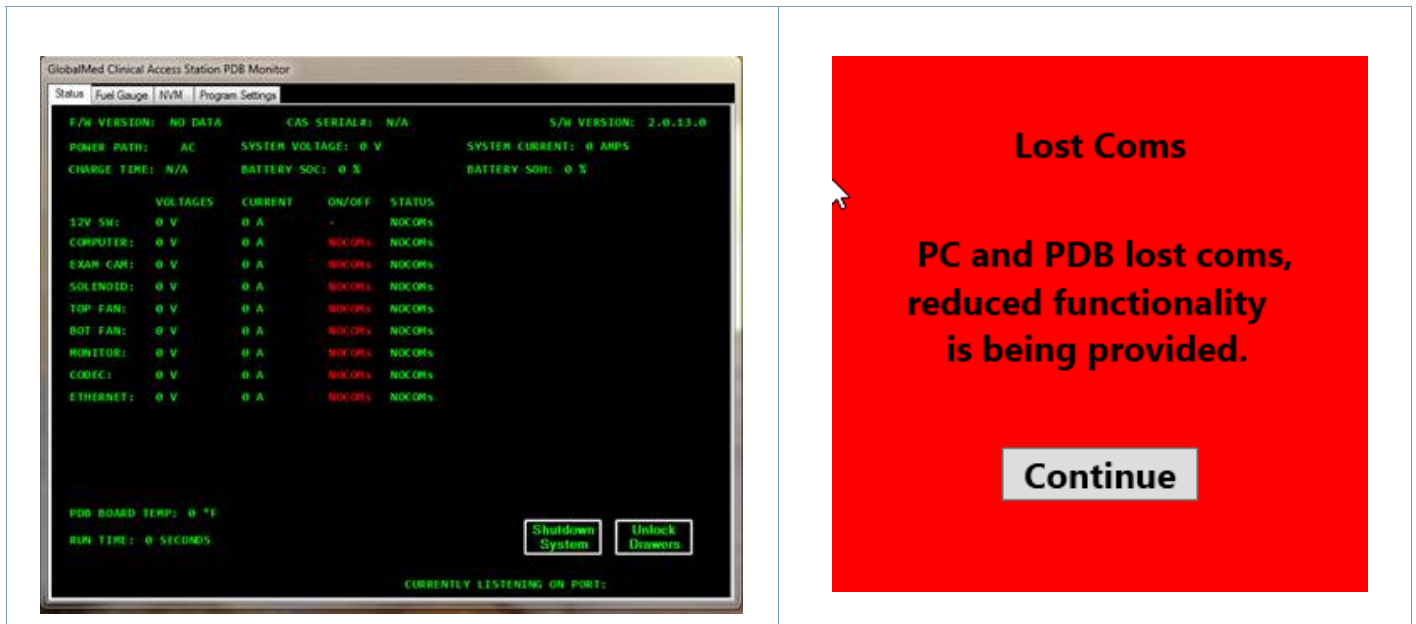 GlobalMed Clinical Access Station PDB Monitor
Status Fuel Gauge NVM Program Settings
F/W VERSION: NO DATA CAS SERIAL#: N/A S/W VERSION: 2.0.13.0
POWER PATH: AC SYSTEM VOLTAGE: 0 V SYSTEM CURRENT: 0 AMPS
CHARGE TIME: N/A BATTERY SOC: 0 % BATTERY SOH: 0 %
VOLTAGES CURRENT ON/OFF STATUS
12V SW: 0 V 0 A - NOCOMs
COMPUTER: 0 V 0 A NOCOMs NOCOMs
EXAM CAM: 0 V 0 A NOCOMs NOCOMs
SOLENOID: 0 V 0 A NOCOMs NOCOMs
TOP FAN: 0 V 0 A NOCOMs NOCOMs
BOT FAN: 0 V 0 A NOCOMs NOCOMs
MONITOR: 0 V 0 A NOCOMs NOCOMs
CODEC: 0 V 0 A NOCOMs NOCOMs
ETHERNET: 0 V 0 A NOCOMs NOCOMs
PDB BOARD TEMP: 0 °F
RUN TIME: 0 SECONDS
Shutdown System
Unlock Drawers
CURRENTLY LISTENING ON PORT:
Lost Coms
PC and PDB lost coms,
reduced functionality
is being provided.
Continue